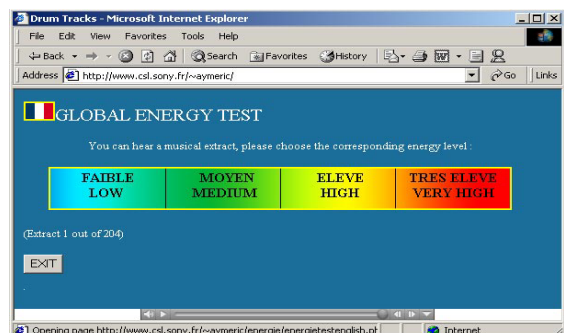 Drum Tracks - Microsoft Internet Explorer
File Edit View Favorites Tools Help
Back Search Favorites History
Address http://www.csl.sony.fr/~aymeric/ Go Links
GLOBAL ENERGY TEST
You can hear a musical extract, please choose the corresponding energy level :
FAIBLE MOYEN ELEVE TRES ELEVE
LOW MEDIUM HIGH VERY HIGH
(Extract 1 out of 204)
EXIT
.
Opening page http://www.csl.sony.fr/~aymeric/energie/energietestenglish.pt Internet